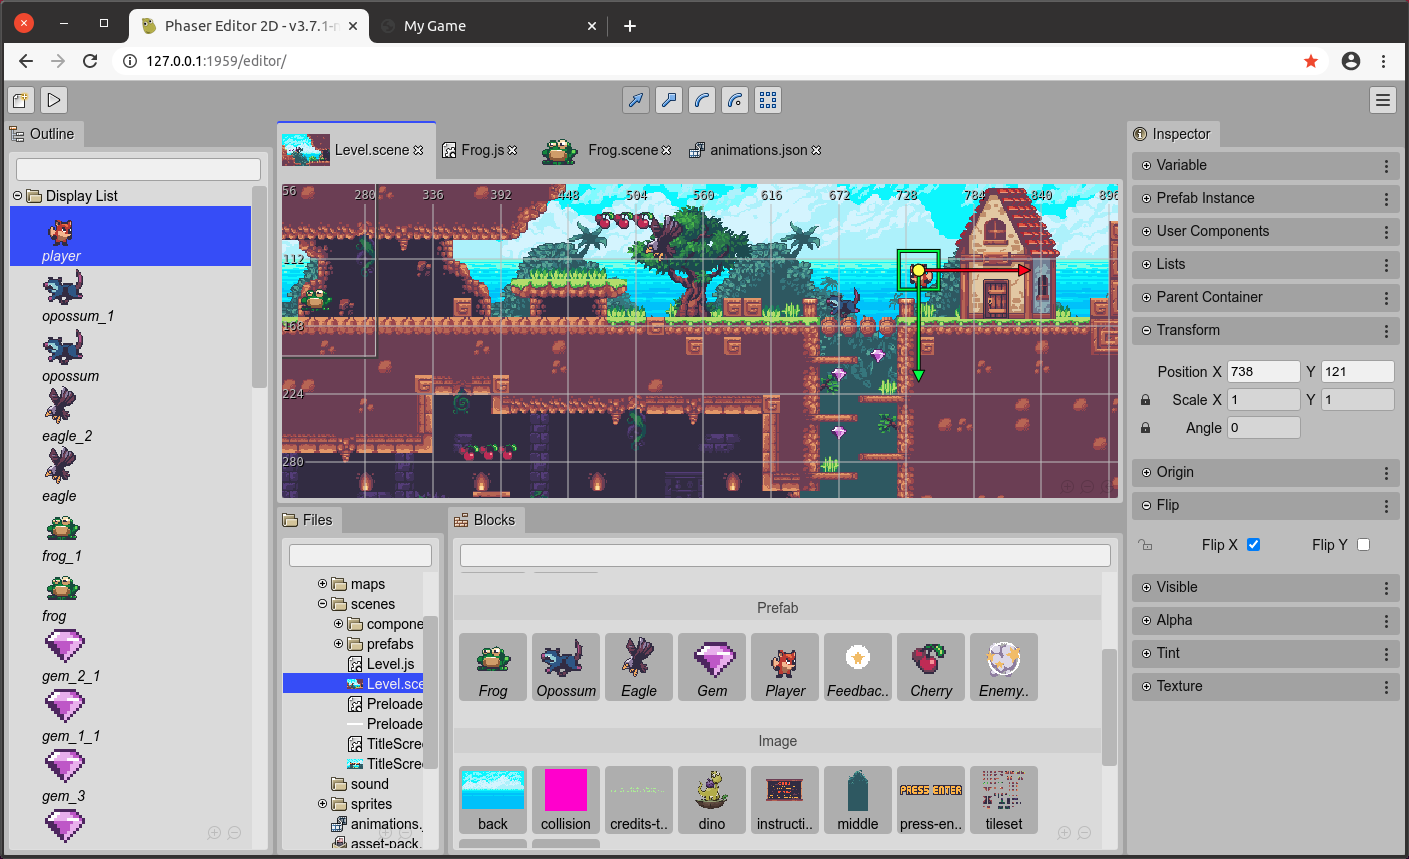 Phaser Editor 2D - v3.7.1-n
My Game
127.0.0.1:1959/editor/
Outline
Display List
player
opossum_1
opossum
eagle_2
eagle
frog_1
frog
gem_2_1
gem_1_1
gem_3
Level.scene
Frog.js
Frog.scene
animations.json
56
280
336
392
448
504
560
616
672
728
784
840
896
112
168
224
280
Files
maps
scenes
compone
prefabs
Level.js
Level.sce
Preloade
Preloade
TitleScre
TitleScre
sound
sprites
animations.
asset-pack.
Blocks
Prefab
Frog
Opossum
Eagle
Gem
Player
Feedbac..
Cherry
Enemy..
Image
back
collision
credits-t..
dino
instructi..
middle
PRESS ENTER
press-en..
tileset
Inspector
Variable
Prefab Instance
User Components
Lists
Parent Container
Transform
Position X 738 Y 121
Scale X 1 Y 1
Angle 0
Origin
Flip
Flip X Flip Y
Visible
Alpha
Tint
Texture